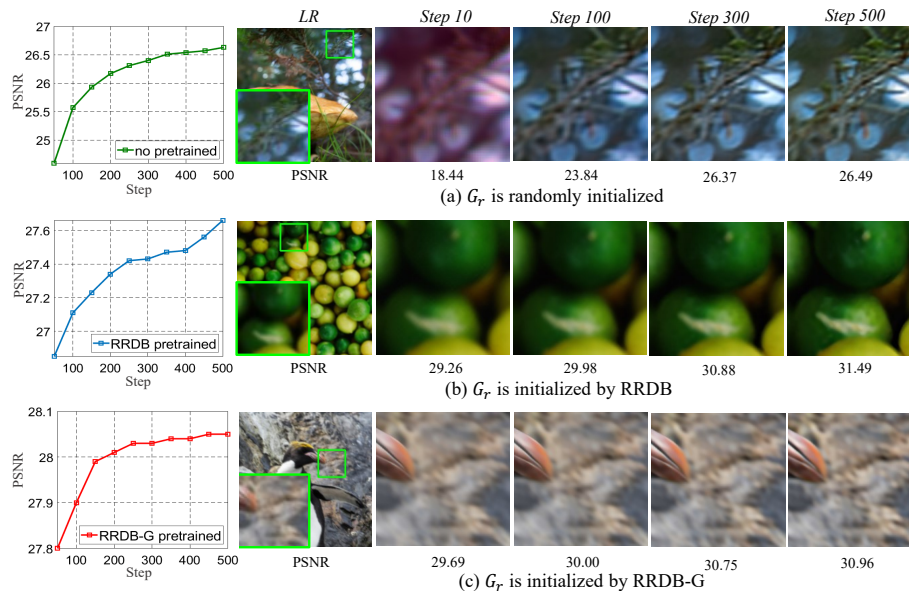 LR Step 10 Step 100 Step 300 Step 500
27
26.5
26
25.5
25
PSNR
no pretrained
100 200 300 400 500
Step
PSNR 18.44 23.84 26.37 26.49
(a) G_r is randomly initialized
27.6
27.4
27.2
27
PSNR
RRDB pretrained
100 200 300 400 500
Step
PSNR 29.26 29.98 30.88 31.49
(b) G_r is initialized by RRDB
28.1
28
27.9
27.8
PSNR
RRDB-G pretrained
100 200 300 400 500
Step
PSNR 29.69 30.00 30.75 30.96
(c) G_r is initialized by RRDB-G